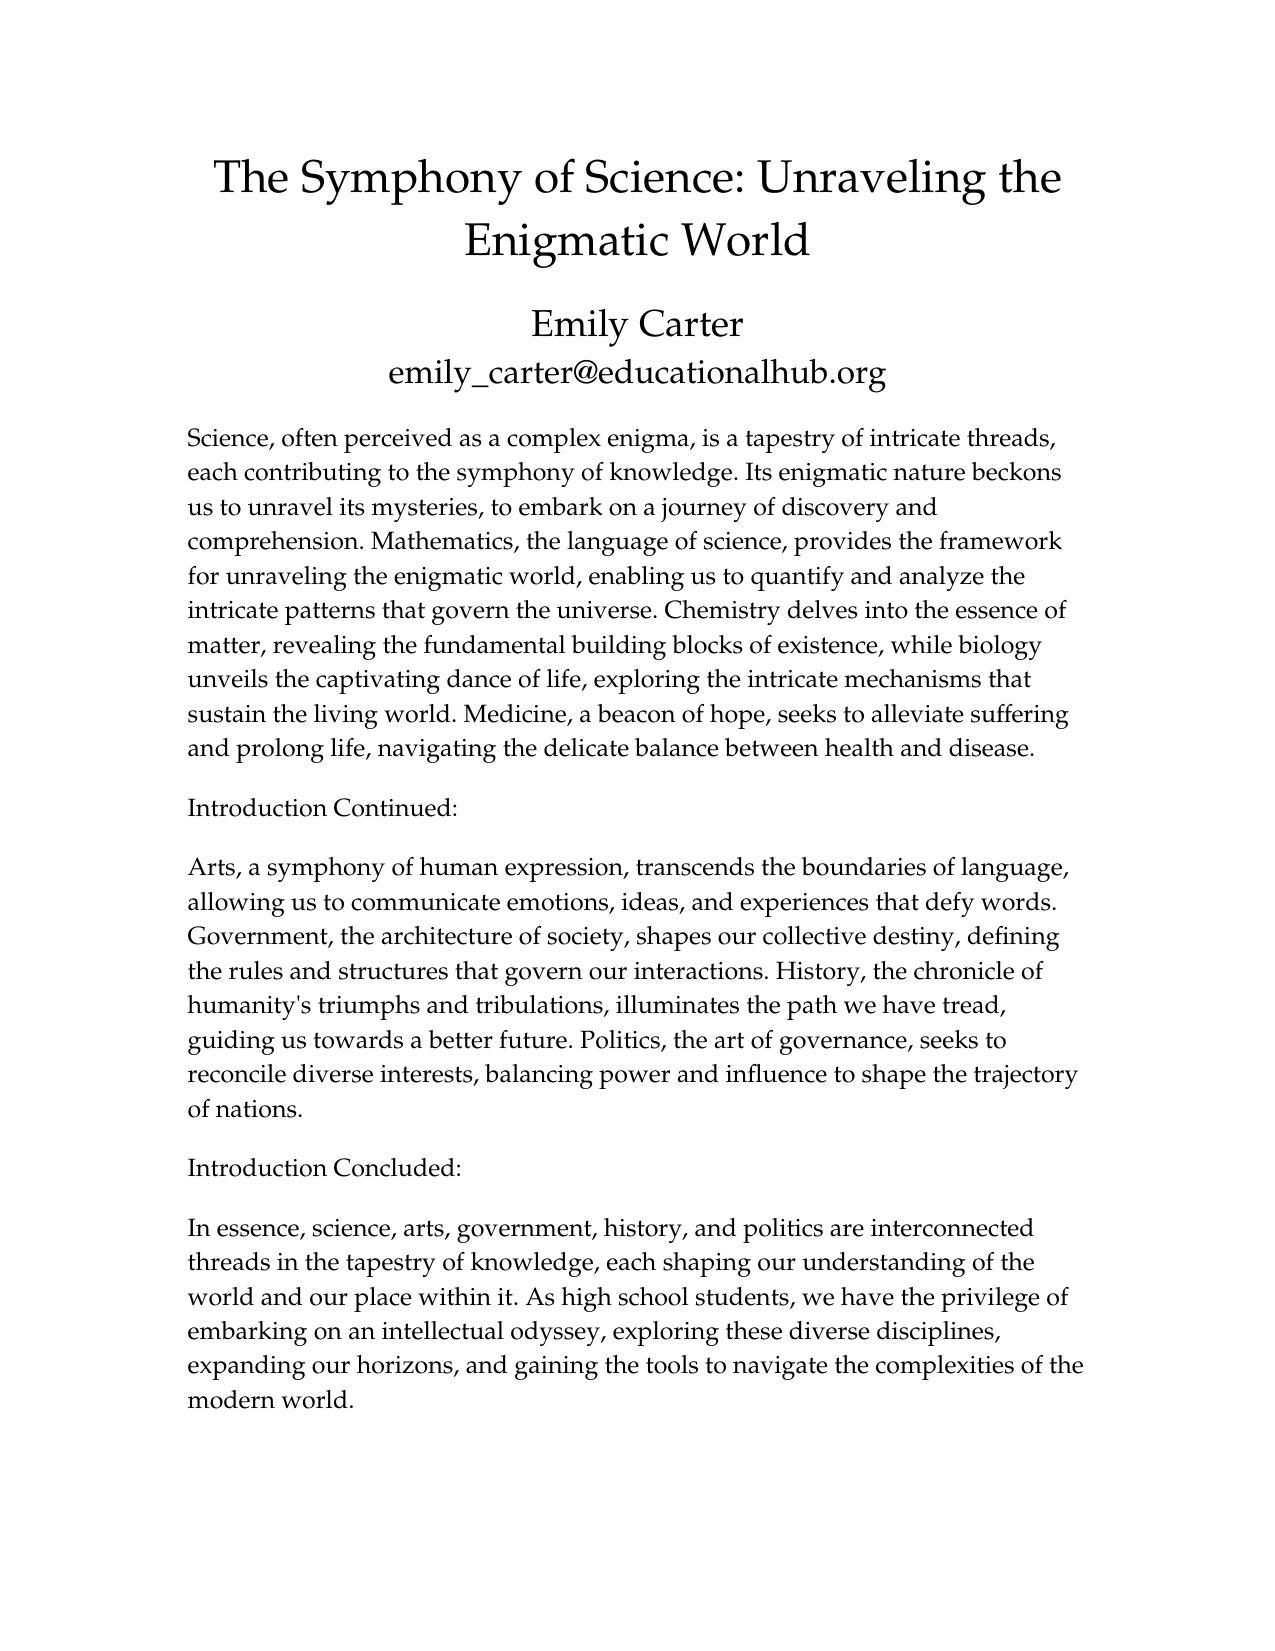 The Symphony of Science: Unraveling the
Enigmatic World
Emily Carter
emily_carter@educationalhub.org
Science, often perceived as a complex enigma, is a tapestry of intricate threads,
each contributing to the symphony of knowledge. Its enigmatic nature beckons
us to unravel its mysteries, to embark on a journey of discovery and
comprehension. Mathematics, the language of science, provides the framework
for unraveling the enigmatic world, enabling us to quantify and analyze the
intricate patterns that govern the universe. Chemistry delves into the essence of
matter, revealing the fundamental building blocks of existence, while biology
unveils the captivating dance of life, exploring the intricate mechanisms that
sustain the living world. Medicine, a beacon of hope, seeks to alleviate suffering
and prolong life, navigating the delicate balance between health and disease.
Introduction Continued:
Arts, a symphony of human expression, transcends the boundaries of language,
allowing us to communicate emotions, ideas, and experiences that defy words.
Government, the architecture of society, shapes our collective destiny, defining
the rules and structures that govern our interactions. History, the chronicle of
humanity's triumphs and tribulations, illuminates the path we have tread,
guiding us towards a better future. Politics, the art of governance, seeks to
reconcile diverse interests, balancing power and influence to shape the trajectory
of nations.
Introduction Concluded:
In essence, science, arts, government, history, and politics are interconnected
threads in the tapestry of knowledge, each shaping our understanding of the
world and our place within it. As high school students, we have the privilege of
embarking on an intellectual odyssey, exploring these diverse disciplines,
expanding our horizons, and gaining the tools to navigate the complexities of the
modern world.